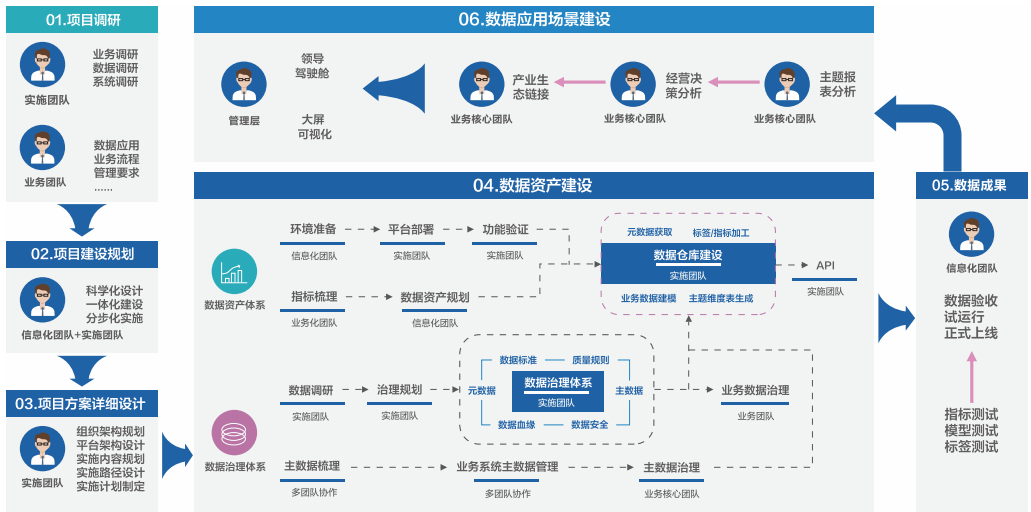 01.项目调研
业务调研
数据调研
系统调研
实施团队
数据应用
业务流程
管理要求
......
业务团队
02.项目建设规划
科学化设计
一体化建设
分步化实施
信息化团队+实施团队
03.项目方案详细设计
组织架构规划
平台架构设计
实施内容规划
实施路径设计
实施计划制定
实施团队
04.数据资产建设
数据资产体系
环境准备
信息化团队
平台部署
实施团队
功能验证
实施团队
指标梳理
业务化团队
数据资产规划
信息化团队
元数据获取
标签/指标加工
数据仓库建设
实施团队
业务数据建模
主题维度表生成
API
实施团队
数据治理体系
数据调研
实施团队
治理规划
实施团队
数据标准
质量规则
元数据
数据治理体系
实施团队
主数据
数据血缘
数据安全
业务数据治理
业务团队
主数据梳理
多团队协作
业务系统主数据管理
多团队协作
主数据治理
业务核心团队
05.数据成果
信息化团队
数据验收
试运行
正式上线
指标测试
模型测试
标签测试
06.数据应用场景建设
管理层
领导
驾驶舱
大屏
可视化
业务核心团队
产业生
态链接
业务核心团队
经营决
策分析
业务核心团队
主题报
表分析